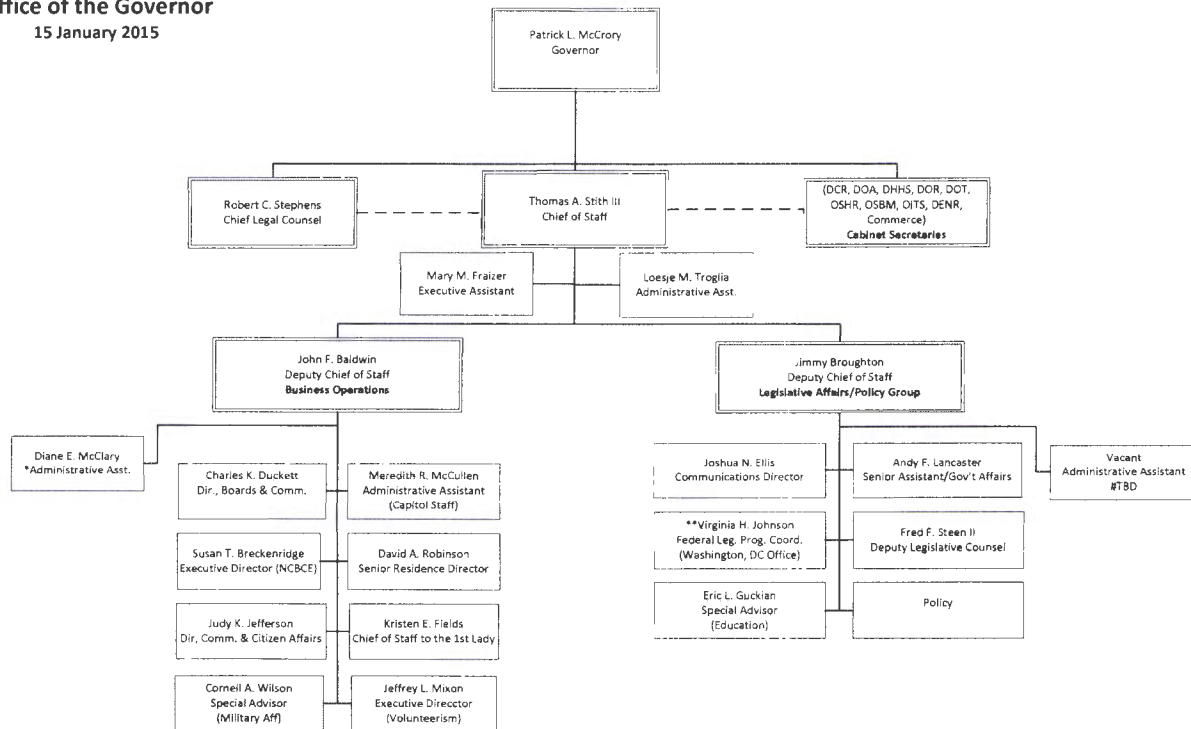 ffice of the Governor
15 January 2015
Patrick L. McCrory
Governor
Robert C. Stephens
Chief Legal Counsel
Thomas A. Stith III
Chief of Staff
(DCR, DOA, DHHS, DOR, DOT,
OSHR, OSBM, OITS, DENR,
Commerce)
Cabinet Secretaries
Mary M. Fraizer
Executive Assistant
Loesje M. Troglia
Administrative Asst.
John F. Baldwin
Deputy Chief of Staff
Business Operations
Jimmy Broughton
Deputy Chief of Staff
Legislative Affairs/Policy Group
Diane E. McClary
*Administrative Asst.
Charles K. Duckett
Dir., Boards & Comm.
Meredith R. McCullen
Administrative Assistant
(Capitol Staff)
Susan T. Breckenridge
Executive Director (NCBCE)
David A. Robinson
Senior Residence Director
Judy K. Jefferson
Dir, Comm. & Citizen Affairs
Kristen E. Fields
Chief of Staff to the 1st Lady
Cornell A. Wilson
Special Advisor
(Military Aff)
Jeffrey L. Mixon
Executive Direcctor
(Volunteerism)
Joshua N. Ellis
Communications Director
Andy F. Lancaster
Senior Assistant/Gov't Affairs
Vacant
Administrative Assistant
#TBD
**Virginia H. Johnson
Federal Leg. Prog. Coord.
(Washington, DC Office)
Fred F. Steen II
Deputy Legislative Counsel
Eric L. Guckian
Special Advisor
(Education)
Policy